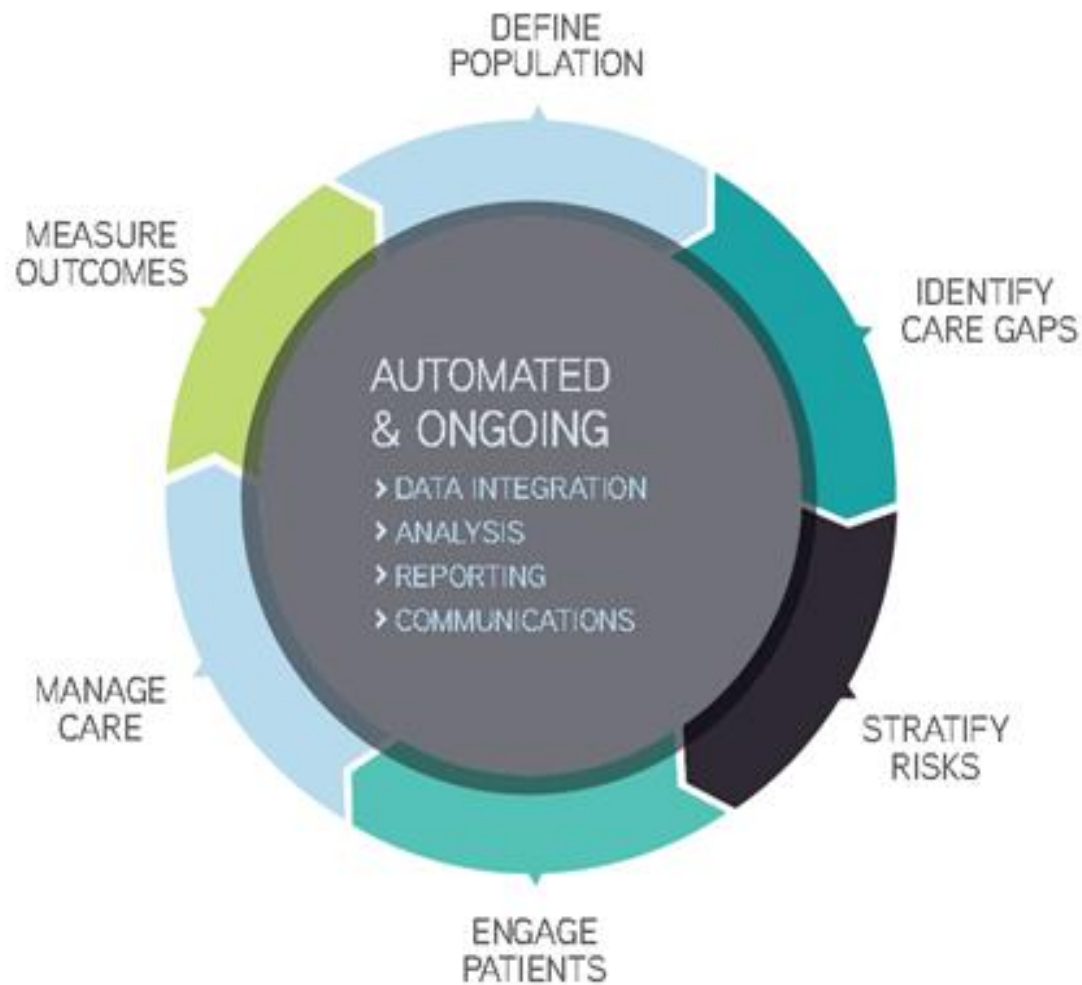 DEFINE
POPULATION
IDENTIFY
CARE GAPS
STRATIFY
RISKS
ENGAGE
PATIENTS
MANAGE
CARE
MEASURE
OUTCOMES
AUTOMATED
& ONGOING
> DATA INTEGRATION
> ANALYSIS
> REPORTING
> COMMUNICATIONS